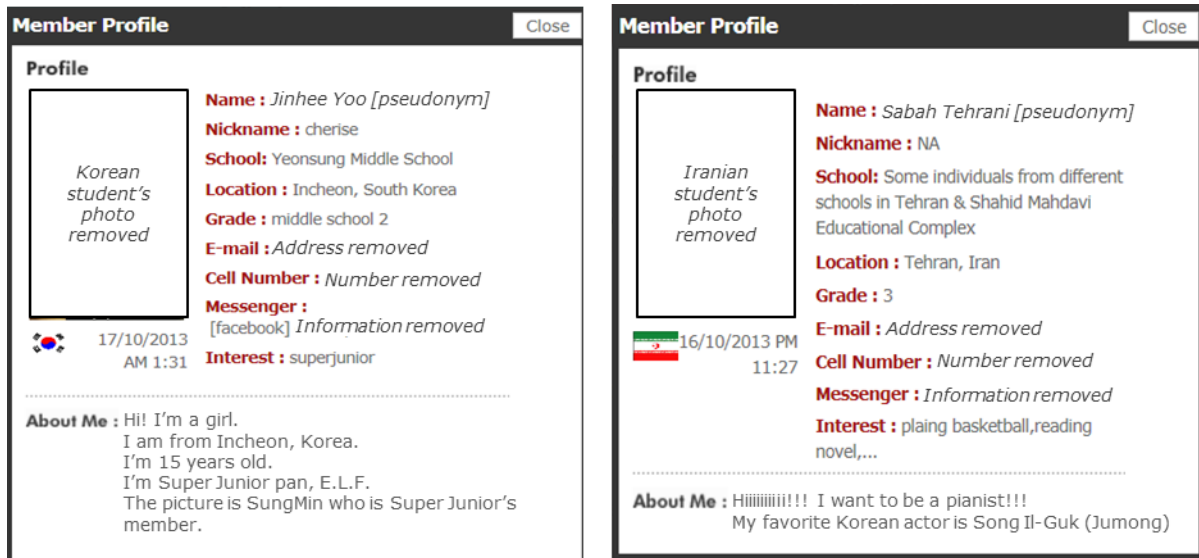 Member Profile
Close
Profile
Korean
student's
photo
removed
17/10/2013
AM 1:31
Name : Jinhee Yoo [pseudonym]
Nickname : cherise
School: Yeonsung Middle School
Location : Incheon, South Korea
Grade : middle school 2
E-mail : Address removed
Cell Number : Number removed
Messenger :
[facebook] Information removed
Interest : superjunior
About Me : Hi! I'm a girl.
I am from Incheon, Korea.
I'm 15 years old.
I'm Super Junior pan, E.L.F.
The picture is SungMin who is Super Junior's
member.
Member Profile
Close
Profile
Iranian
student's
photo
removed
16/10/2013 PM
11:27
Name : Sabah Tehrani [pseudonym]
Nickname : NA
School: Some individuals from different
schools in Tehran & Shahid Mahdavi
Educational Complex
Location : Tehran, Iran
Grade : 3
E-mail : Address removed
Cell Number : Number removed
Messenger : Information removed
Interest : plaing basketball,reading
novel,...
About Me : Hiiiiiiiiii!!! I want to be a pianist!!!
My favorite Korean actor is Song Il-Guk (Jumong)